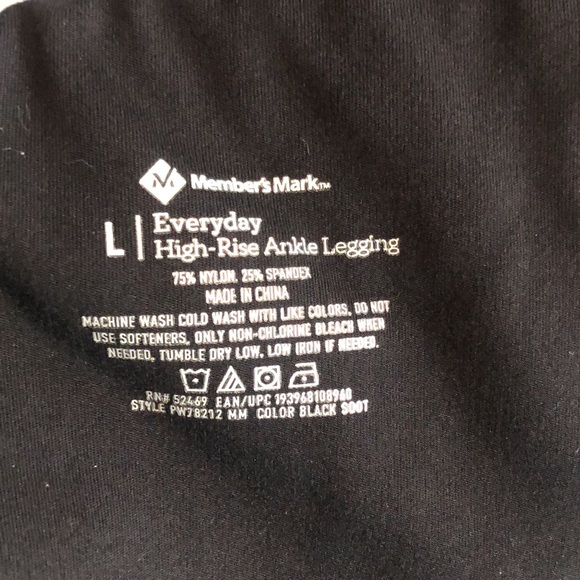 Member's Mark™
L | Everyday
High-Rise Ankle Legging
75% NYLON, 25% SPANDEX
MADE IN CHINA
MACHINE WASH COLD WASH WITH LIKE COLORS, DO NOT
USE SOFTENERS, ONLY NON-CHLORINE BLEACH WHEN
NEEDED, TUMBLE DRY LOW, LOW IRON IF NEEDED.
RN# 52469 EAN/UPC 193968108960
STYLE PW78212 MM COLOR BLACK SOOT